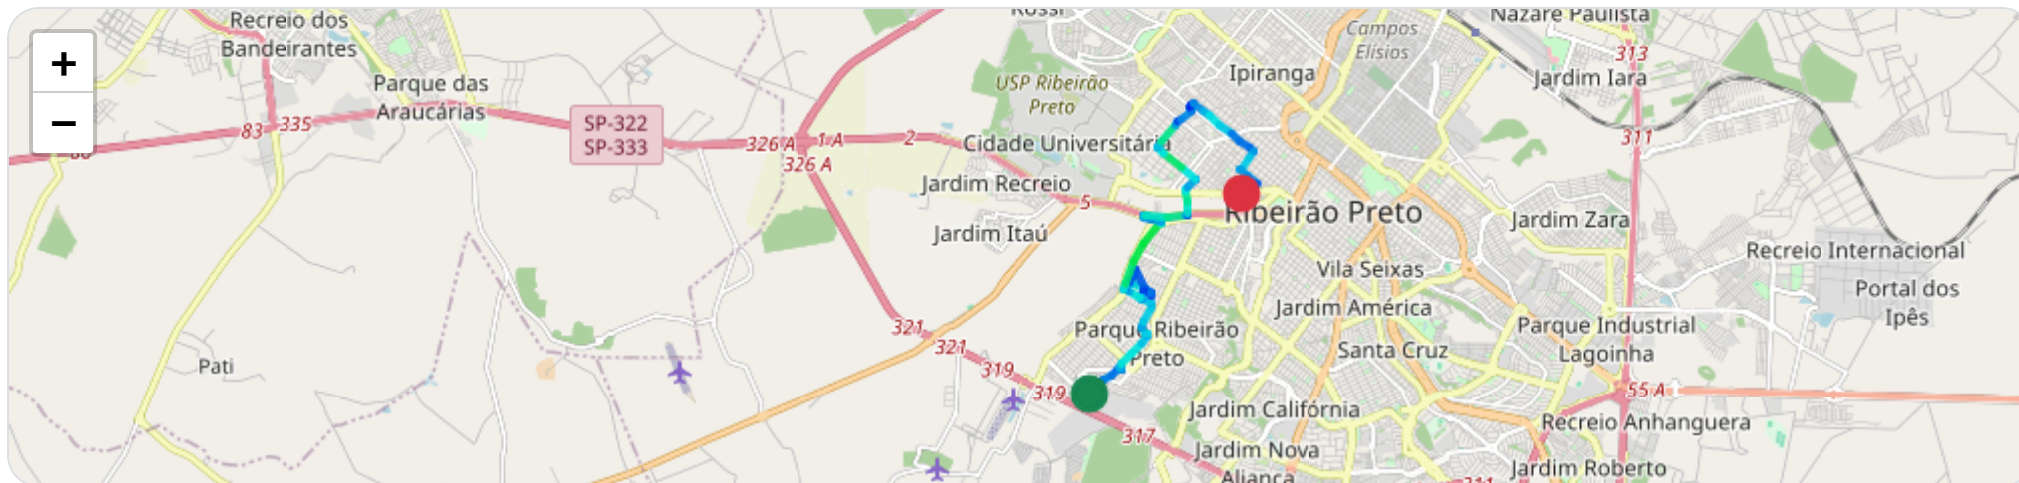 +
−
Recreio dos
Bandeirantes
Parque das
Araucárias
83
335
SP-322
SP-333
326 A
1 A
326 A
2
USP Ribeirão
Preto
Cidade Universitária
Jardim Recreio
5
Jardim Itaú
Ipiranga
Campos
Elísios
Nazaré Paulista
313
Jardim Iara
311
Ribeirão Preto
Jardim Zara
Recreio Internacional
Portal dos
Ipês
Vila Seixas
Jardim América
Parque Ribeirão
Preto
Santa Cruz
Parque Industrial
Lagoinha
321
321
319
319
317
Pati
Jardim Califórnia
Jardim Nova
Aliança
55 A
Recreio Anhanguera
Jardim Roberto